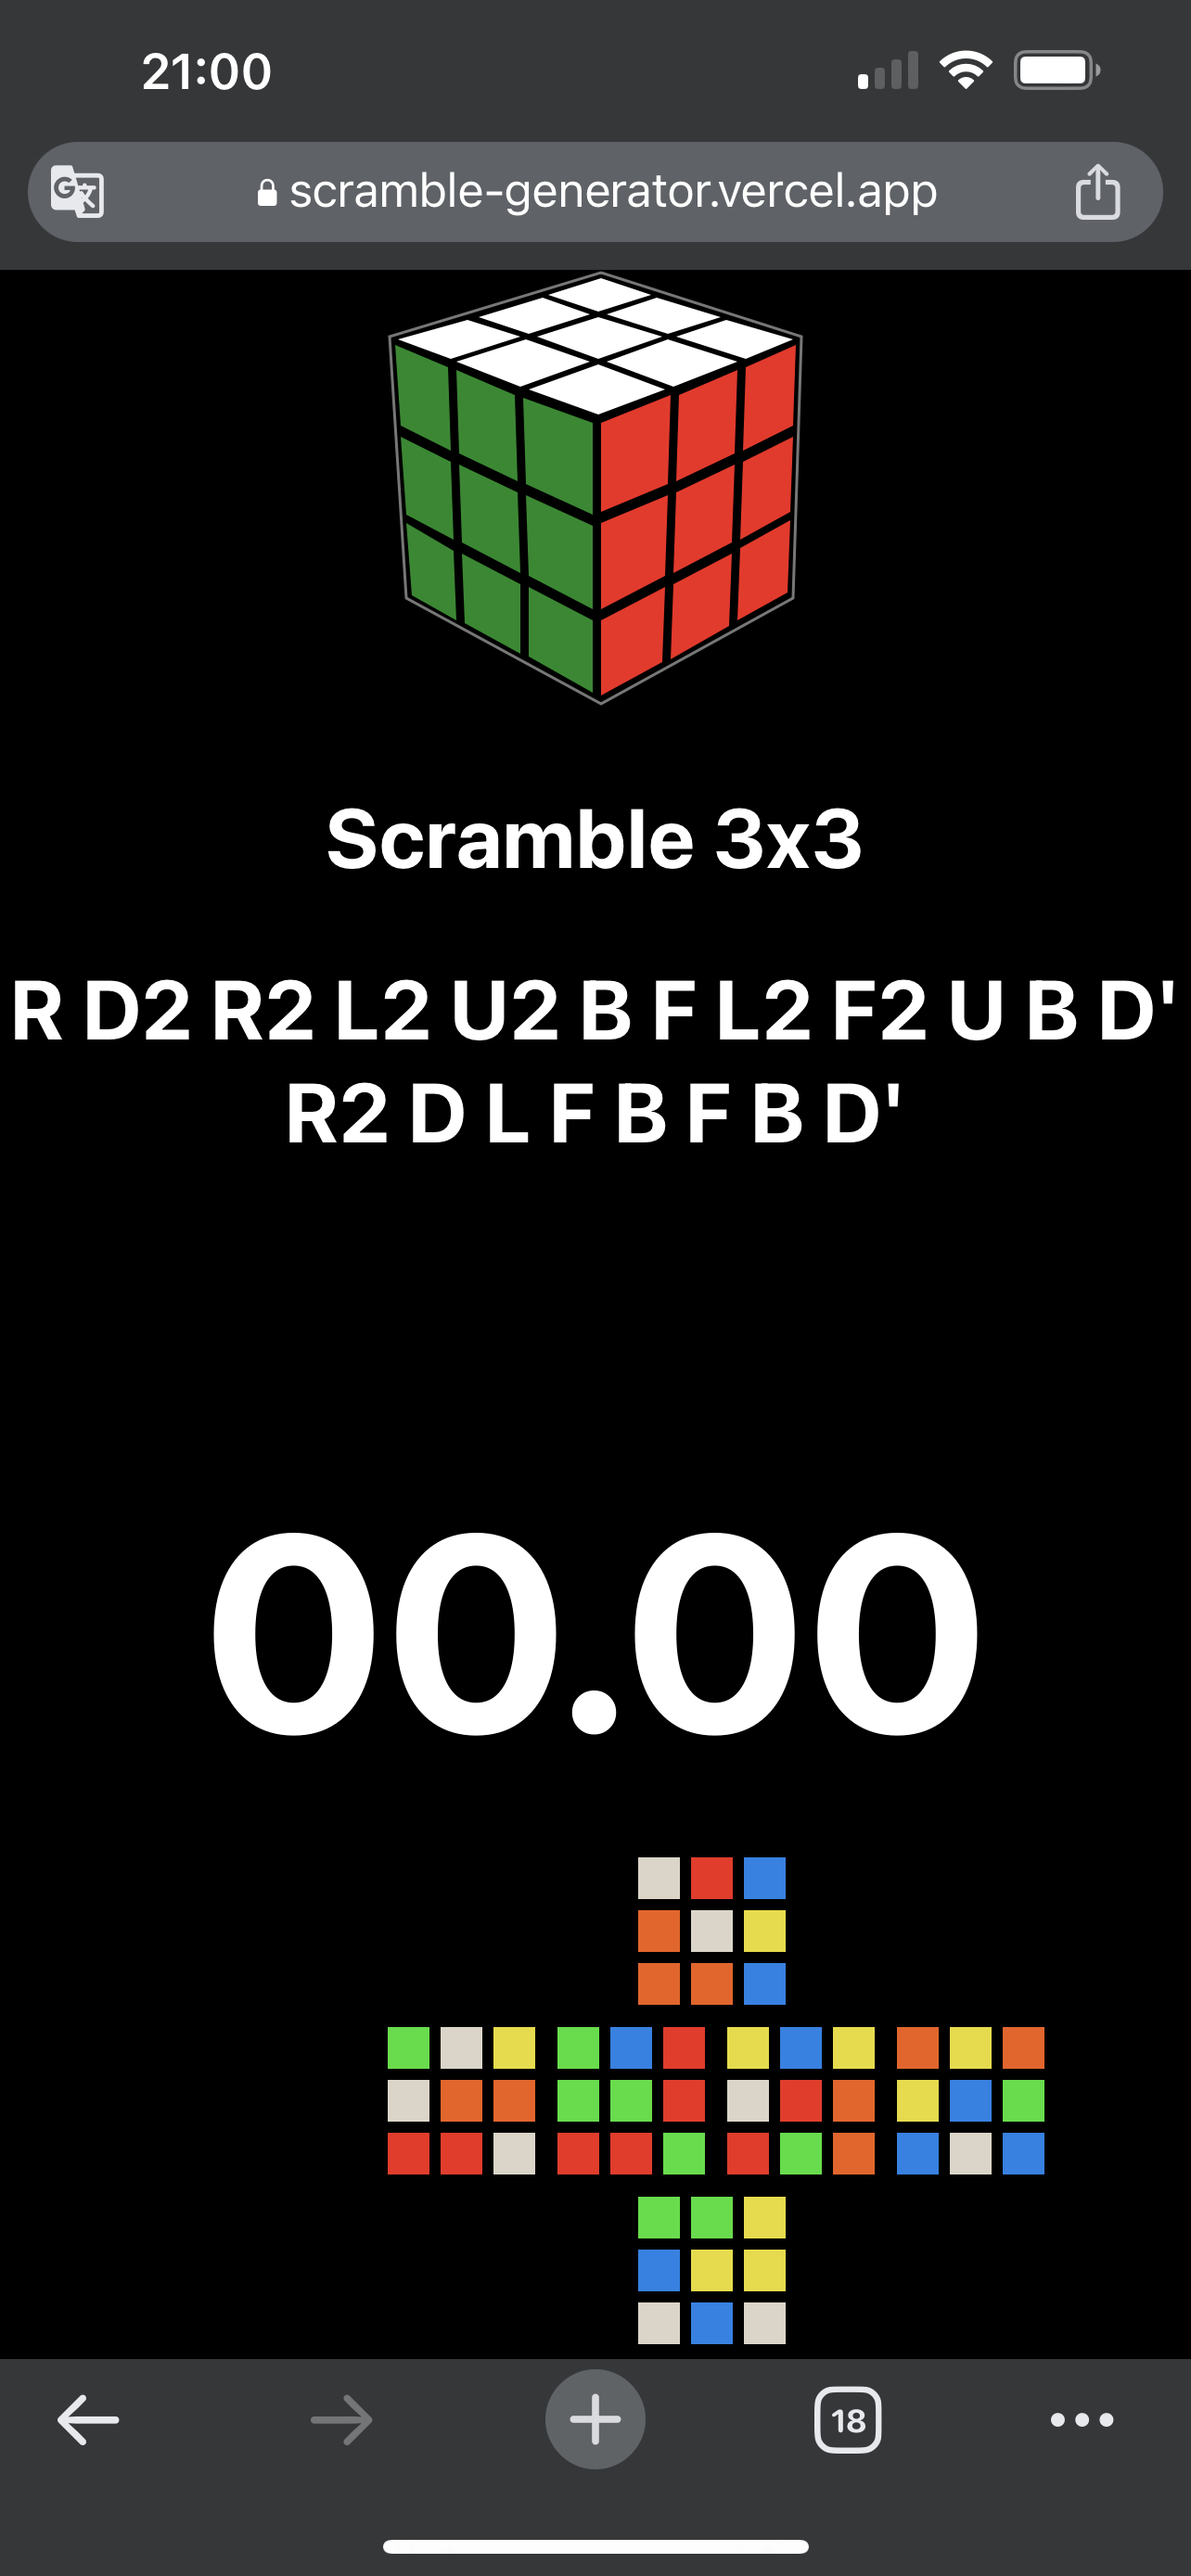 21:00
scramble-generator.vercel.app
Scramble 3x3
R D2 R2 L2 U2 B F L2 F2 U B D'
R2 D L F B F B D'
00.00
18